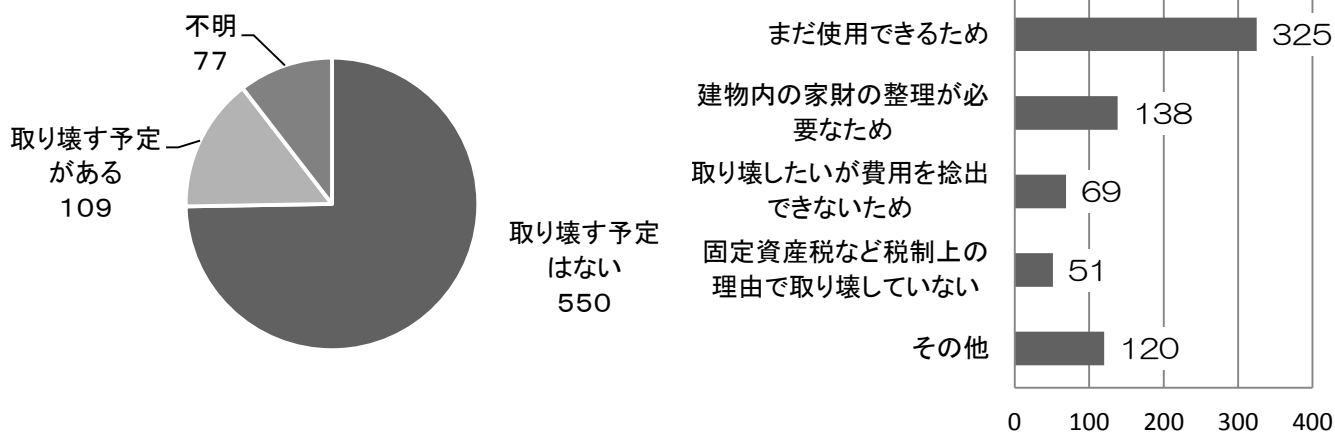 不明
77
取り壊す予定
がある
109
取り壊す予定
はない
550
まだ使用できるため
325
建物内の家財の整理が必
要なため
138
取り壊したいが費用を捻出
できないため
69
固定資産税など税制上の
理由で取り壊していない
51
その他
120
0 100 200 300 400